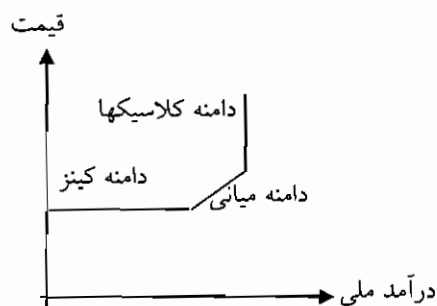 قیمت
دامنه کلاسیکها
دامنه کینز
دامنه میانی
درآمد ملی